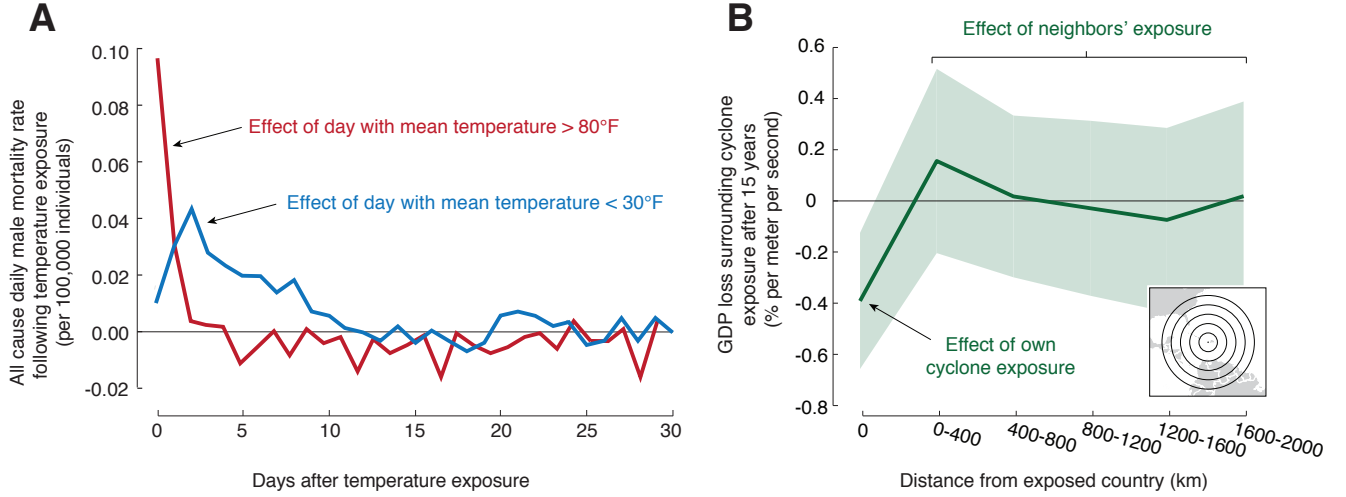 A
All cause daily male mortality rate
following temperature exposure
(per 100,000 individuals)
0.10
0.08
0.06
0.04
0.02
0.00
-0.02
Effect of day with mean temperature > 80°F
Effect of day with mean temperature < 30°F
0
5
10
15
20
25
30
Days after temperature exposure
B
Effect of neighbors’ exposure
GDP loss surrounding cyclone
exposure after 15 years
(% per meter per second)
0.6
0.4
0.2
0
-0.2
-0.4
-0.6
-0.8
Effect of own
cyclone exposure
0
0-400
400-800
800-1200
1200-1600
1600-2000
Distance from exposed country (km)